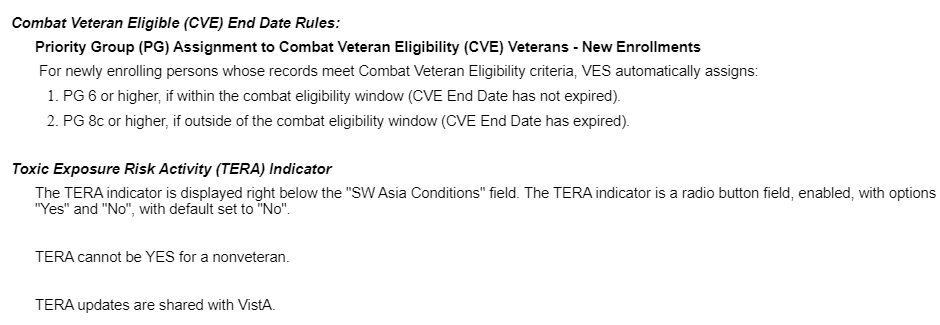 Combat Veteran Eligible (CVE) End Date Rules:
Priority Group (PG) Assignment to Combat Veteran Eligibility (CVE) Veterans - New Enrollments
For newly enrolling persons whose records meet Combat Veteran Eligibility criteria, VES automatically assigns:
1. PG 6 or higher, if within the combat eligibility window (CVE End Date has not expired).
2. PG 8c or higher, if outside of the combat eligibility window (CVE End Date has expired).
Toxic Exposure Risk Activity (TERA) Indicator
The TERA indicator is displayed right below the "SW Asia Conditions" field. The TERA indicator is a radio button field, enabled, with options
"Yes" and "No", with default set to "No".
TERA cannot be YES for a nonveteran.
TERA updates are shared with VistA.